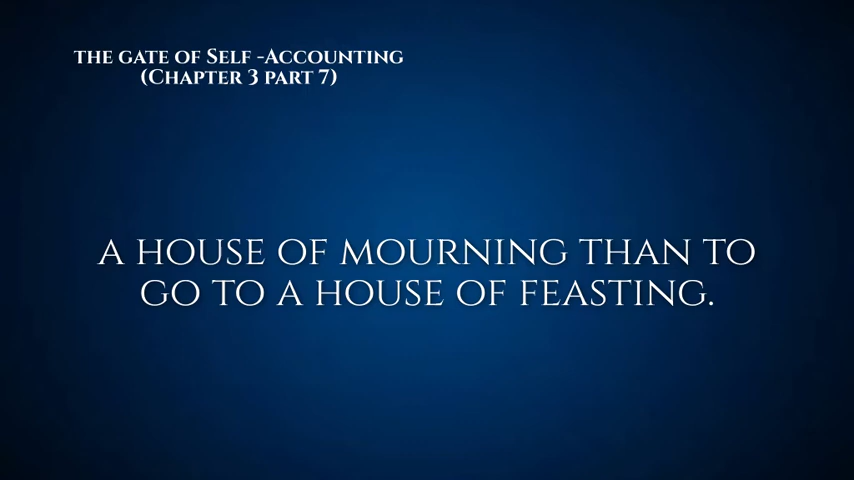 THE GATE OF SELF -ACCOUNTING
(CHAPTER 3 PART 7)
A HOUSE OF MOURNING THAN TO
GO TO A HOUSE OF FEASTING.